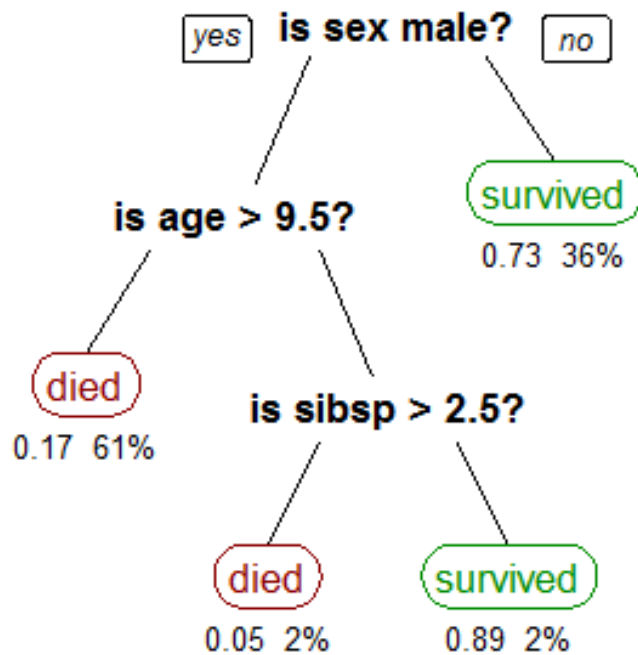 yes is sex male? no
survived
0.73 36%
is age > 9.5?
died
0.17 61%
is sibsp > 2.5?
died survived
0.05 2% 0.89 2%